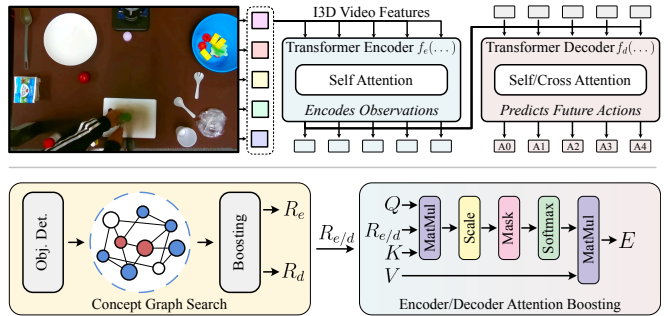 I3D Video Features
Transformer Encoder f_e(...)
Self Attention
Encodes Observations
Transformer Decoder f_d(...)
Self/Cross Attention
Predicts Future Actions
A0 A1 A2 A3 A4
Obj. Det.
Boosting
R_e
R_d
Concept Graph Search
R_{e/d}
Q
R_{e/d}
K
V
MatMul
Scale
Mask
Softmax
MatMul
E
Encoder/Decoder Attention Boosting